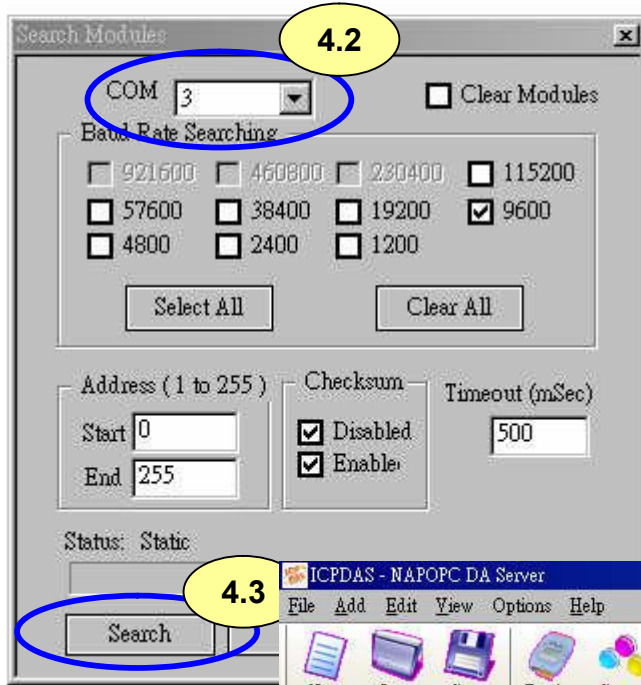 Search Modules
4.2
COM 3
Clear Modules
Baud Rate Searching
921600 460800 230400 115200
57600 38400 19200 9600
4800 2400 1200
Select All Clear All
Address ( 1 to 255 ) Checksum Timeout (mSec)
Start 0 Disabled 500
End 255 Enable
Status: Static
4.3
Search
ICPDAS - NAPOPC DA Server
File Add Edit View Options Help